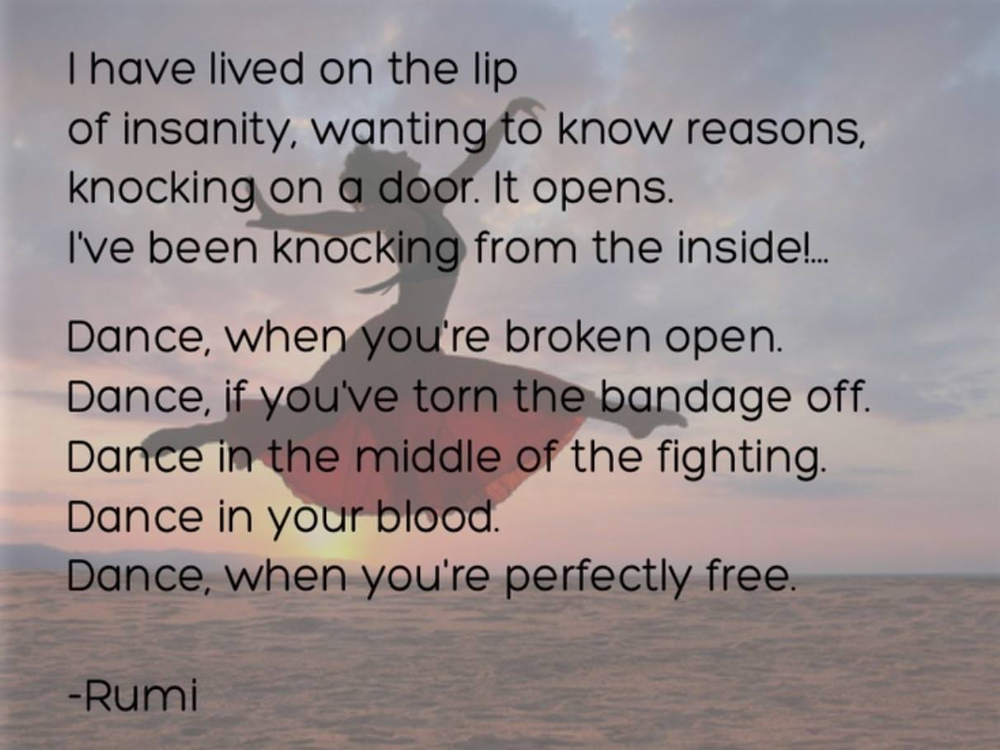 I have lived on the lip
of insanity, wanting to know reasons,
knocking on a door. It opens.
I've been knocking from the inside!...
Dance, when you're broken open.
Dance, if you've torn the bandage off.
Dance in the middle of the fighting.
Dance in your blood.
Dance, when you're perfectly free.
-Rumi